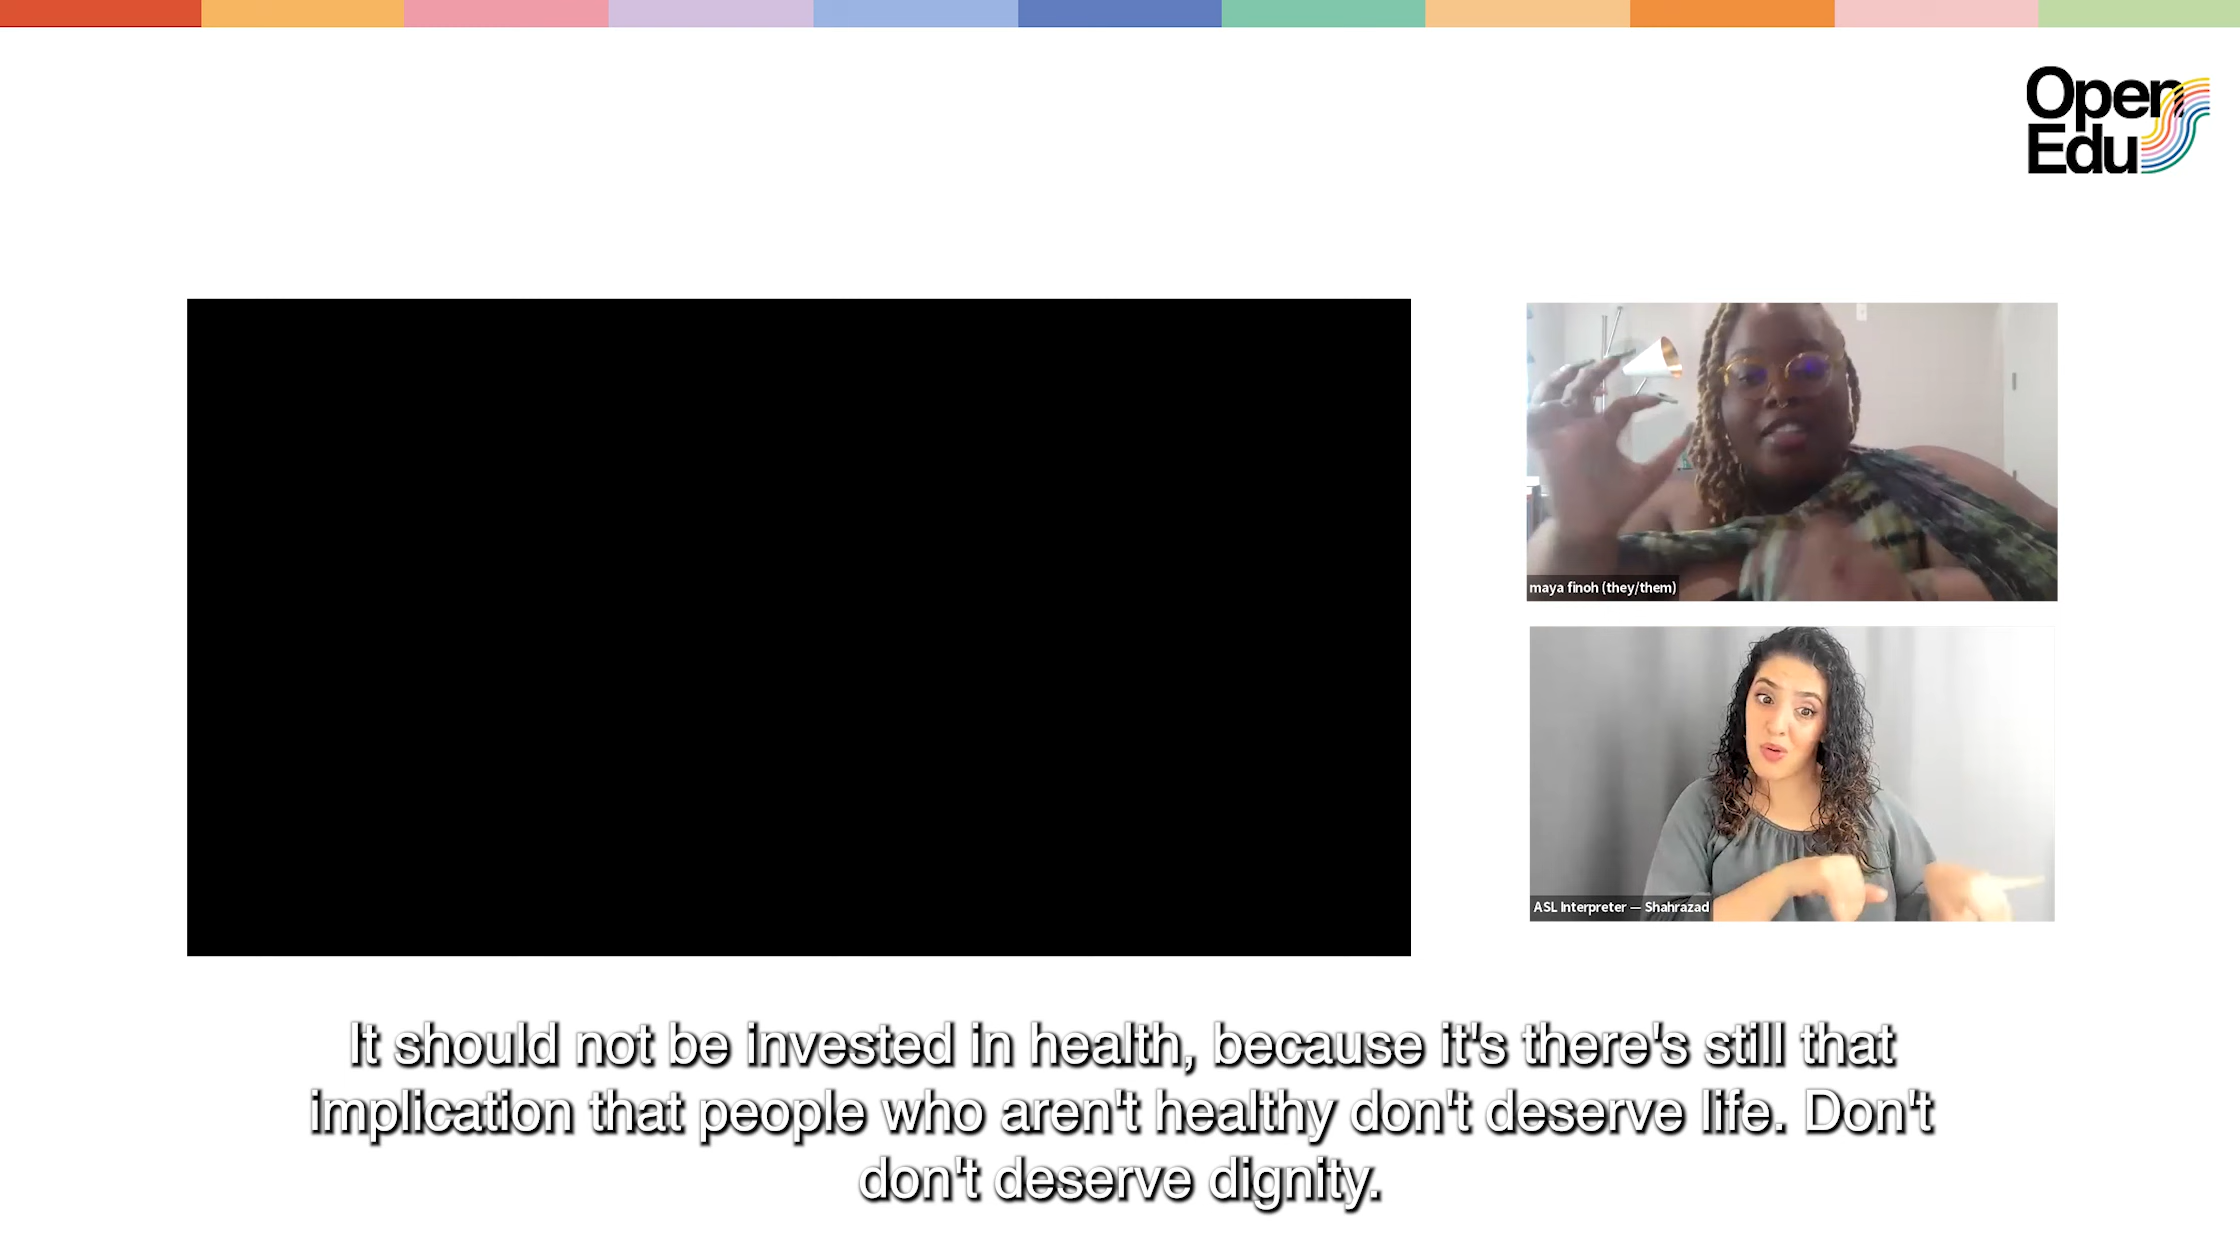 Open
Edu
maya finoh (they/them)
ASL Interpreter — Shahrazad
It should not be invested in health, because it's there's still that
implication that people who aren't healthy don't deserve life. Don't
don't deserve dignity.